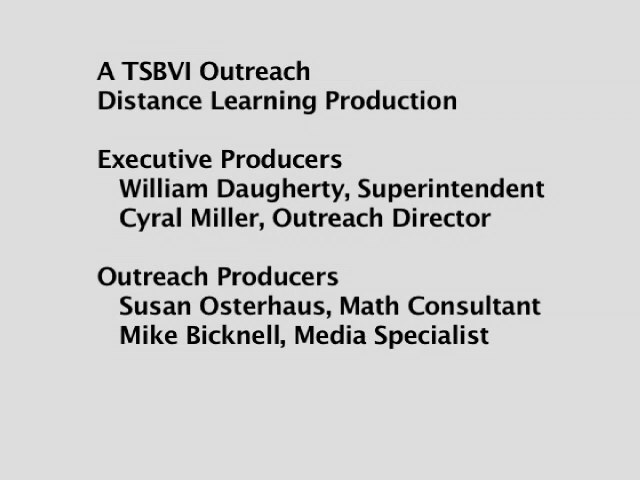 A TSBVI Outreach
Distance Learning Production
Executive Producers
William Daugherty, Superintendent
Cyral Miller, Outreach Director
Outreach Producers
Susan Osterhaus, Math Consultant
Mike Bicknell, Media Specialist